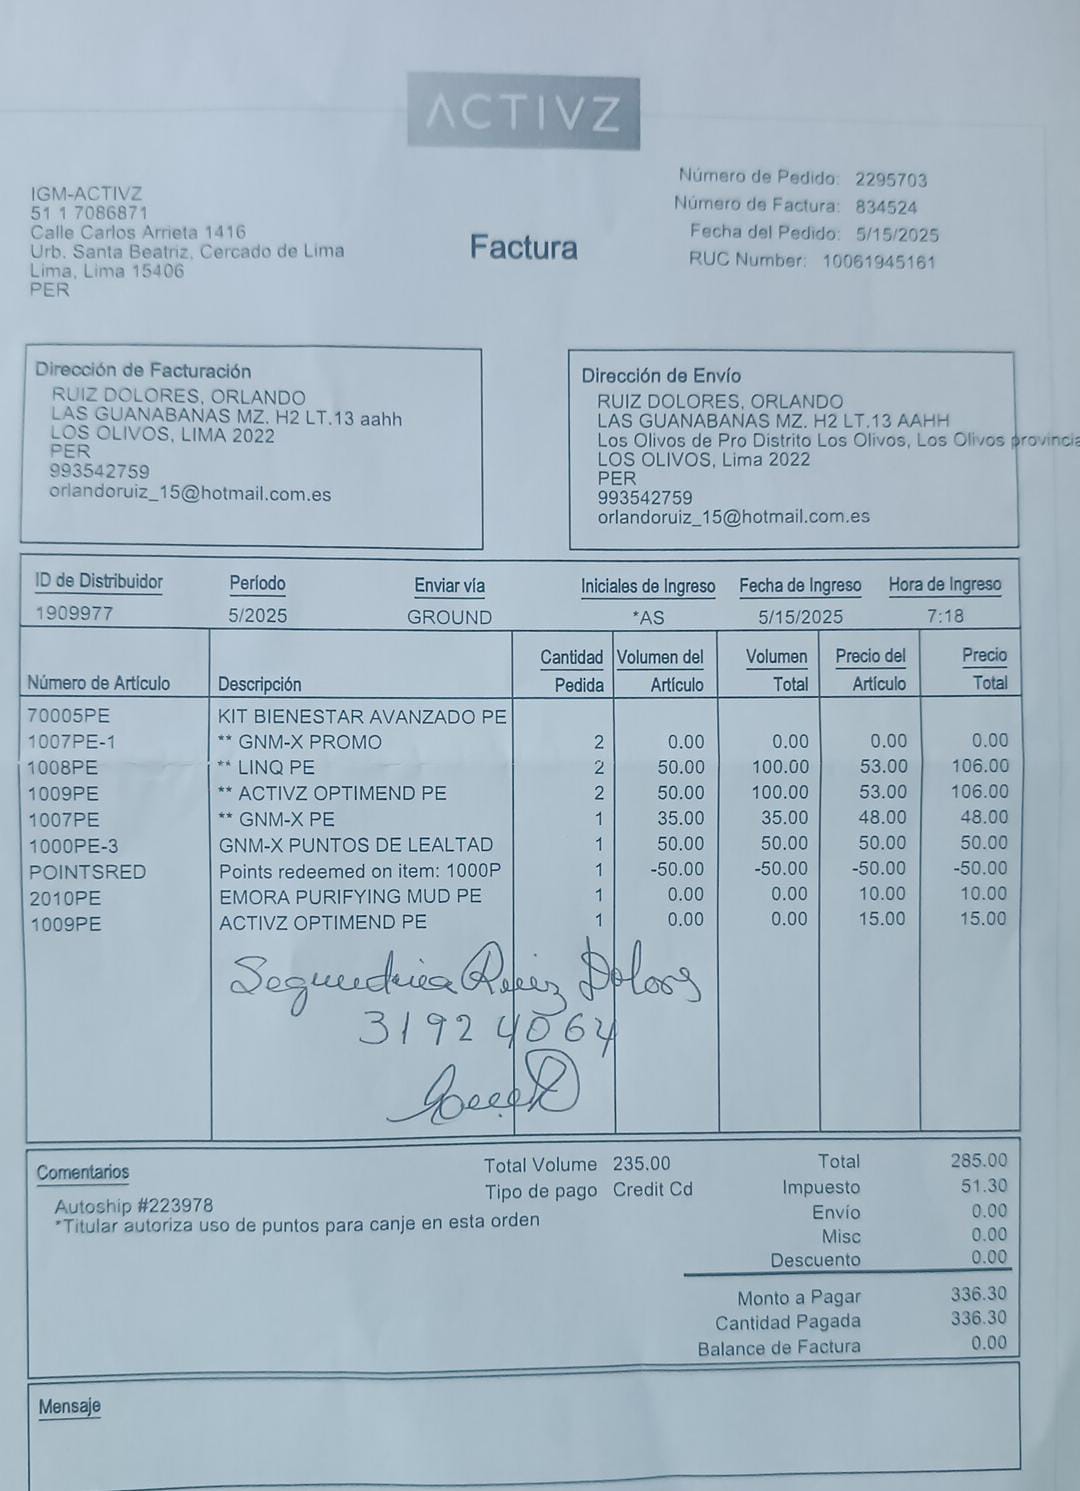 ACTIVZ
IGM-ACTIVZ
51 1 7086871
Calle Carlos Arrieta 1416
Urb. Santa Beatriz, Cercado de Lima
Lima, Lima 15406
PER
Factura
Número de Pedido: 2295703
Número de Factura: 834524
Fecha del Pedido: 5/15/2025
RUC Number: 10061945161
Dirección de Facturación
RUIZ DOLORES, ORLANDO
LAS GUANABANAS MZ. H2 LT.13 aahh
LOS OLIVOS, LIMA 2022
PER
993542759
orlandoruiz_15@hotmail.com.es
Dirección de Envío
RUIZ DOLORES, ORLANDO
LAS GUANABANAS MZ. H2 LT.13 AAHH
Los Olivos de Pro Distrito Los Olivos, Los Olivos provincia
LOS OLIVOS, Lima 2022
PER
993542759
orlandoruiz_15@hotmail.com.es
ID de Distribuidor Período Enviar vía Iniciales de Ingreso Fecha de Ingreso Hora de Ingreso
1909977 5/2025 GROUND *AS 5/15/2025 7:18
Número de Artículo Descripción Cantidad Pedida Volumen del Artículo Volumen Total Precio del Artículo Precio Total
70005PE KIT BIENESTAR AVANZADO PE
1007PE-1 ** GNM-X PROMO 2 0.00 0.00 0.00 0.00
1008PE ** LINQ PE 2 50.00 100.00 53.00 106.00
1009PE ** ACTIVZ OPTIMEND PE 2 50.00 100.00 53.00 106.00
1007PE ** GNM-X PE 1 35.00 35.00 48.00 48.00
1000PE-3 GNM-X PUNTOS DE LEALTAD 1 50.00 50.00 50.00 50.00
POINTSRED Points redeemed on item: 1000P 1 -50.00 -50.00 -50.00 -50.00
2010PE EMORA PURIFYING MUD PE 1 0.00 0.00 10.00 10.00
1009PE ACTIVZ OPTIMEND PE 1 0.00 0.00 15.00 15.00
Ruiz Dolores
31924064
Comentarios
Autoship #223978
*Titular autoriza uso de puntos para canje en esta orden
Total Volume 235.00
Tipo de pago Credit Cd
Total 285.00
Impuesto 51.30
Envío 0.00
Misc 0.00
Descuento 0.00
Monto a Pagar 336.30
Cantidad Pagada 336.30
Balance de Factura 0.00
Mensaje